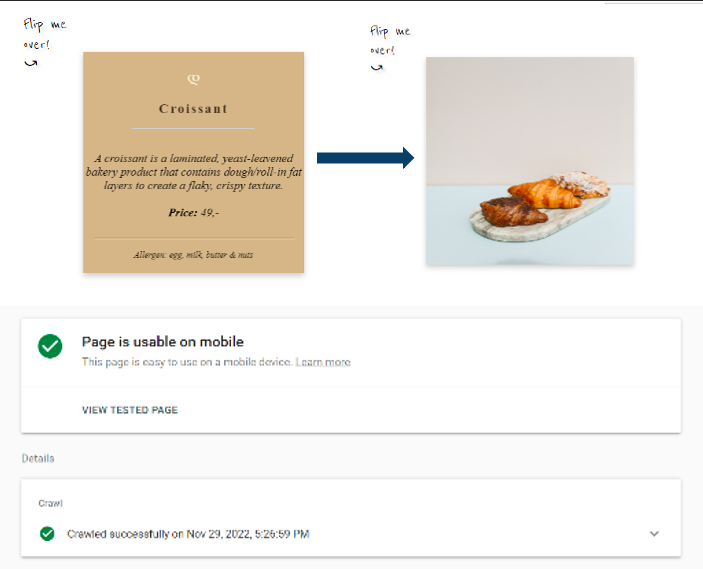 Flip me
over!
Croissant
A croissant is a laminated, yeast-leavened
bakery product that contains dough/roll-in fat
layers to create a flaky, crispy texture.
Price: 49,-
Allergen: egg, milk, butter & nuts
Flip me
over!
Page is usable on mobile
This page is easy to use on a mobile device. Learn more
VIEW TESTED PAGE
Details
Crawl
Crawled successfully on Nov 29, 2022, 5:26:59 PM